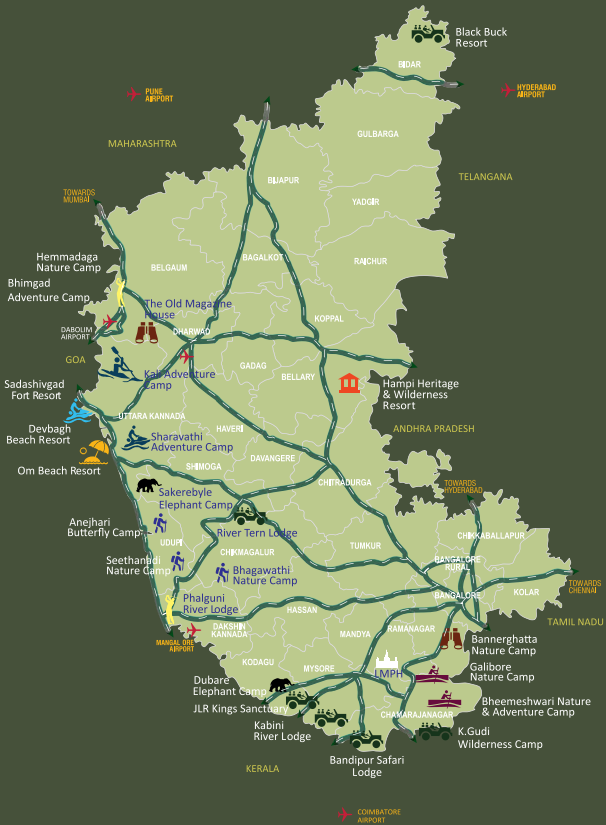 Black Buck
Resort
BIDAR
PUNE
AIRPORT
HYDERABAD
AIRPORT
GULBARGA
MAHARASHTRA
TELANGANA
BIJAPUR
TOWARDS
MUMBAI
YADGIR
Hemmadaga
Nature Camp
BAGALKOT
RAICHUR
BELGAUM
Bhimgad
Adventure Camp
The Old Magazine
House
KOPPAL
DABOLIM
AIRPORT
DHARWAD
GOA
GADAG
Kali Adventure
Camp
BELLARY
Sadashivgad
Fort Resort
Hampi Heritage
& Wilderness
Resort
UTTARA KANNADA
Devbagh
Beach Resort
HAVERI
ANDHRA PRADESH
Sharavathi
Adventure Camp
DAVANGERE
Om Beach Resort
SHIMOGA
CHITRADURGA
TOWARDS
HYDERABAD
Sakerebyle
Elephant Camp
Anejhari
Butterfly Camp
River Tern Lodge
CHIKKABALLAPUR
UDUPI
TUMKUR
CHIKMAGALUR
Seethanadi
Nature Camp
BANGALORE
RURAL
Bhagawathi
Nature Camp
TOWARDS
CHENNAI
KOLAR
BANGALORE
Phalguni
River Lodge
HASSAN
TAMIL NADU
DAKSHIN
KANNADA
MANDYA
RAMANAGAR
MANGAL ORE
AIRPORT
Bannerghatta
Nature Camp
KODAGU
MYSORE
LMPH
Galibore
Nature Camp
Dubare
Elephant Camp
JLR Kings Sanctuary
Bheemeshwari Nature
& Adventure Camp
CHAMARAJANAGAR
Kabini
River Lodge
K.Gudi
Wilderness Camp
Bandipur Safari
Lodge
KERALA
COIMBATORE
AIRPORT